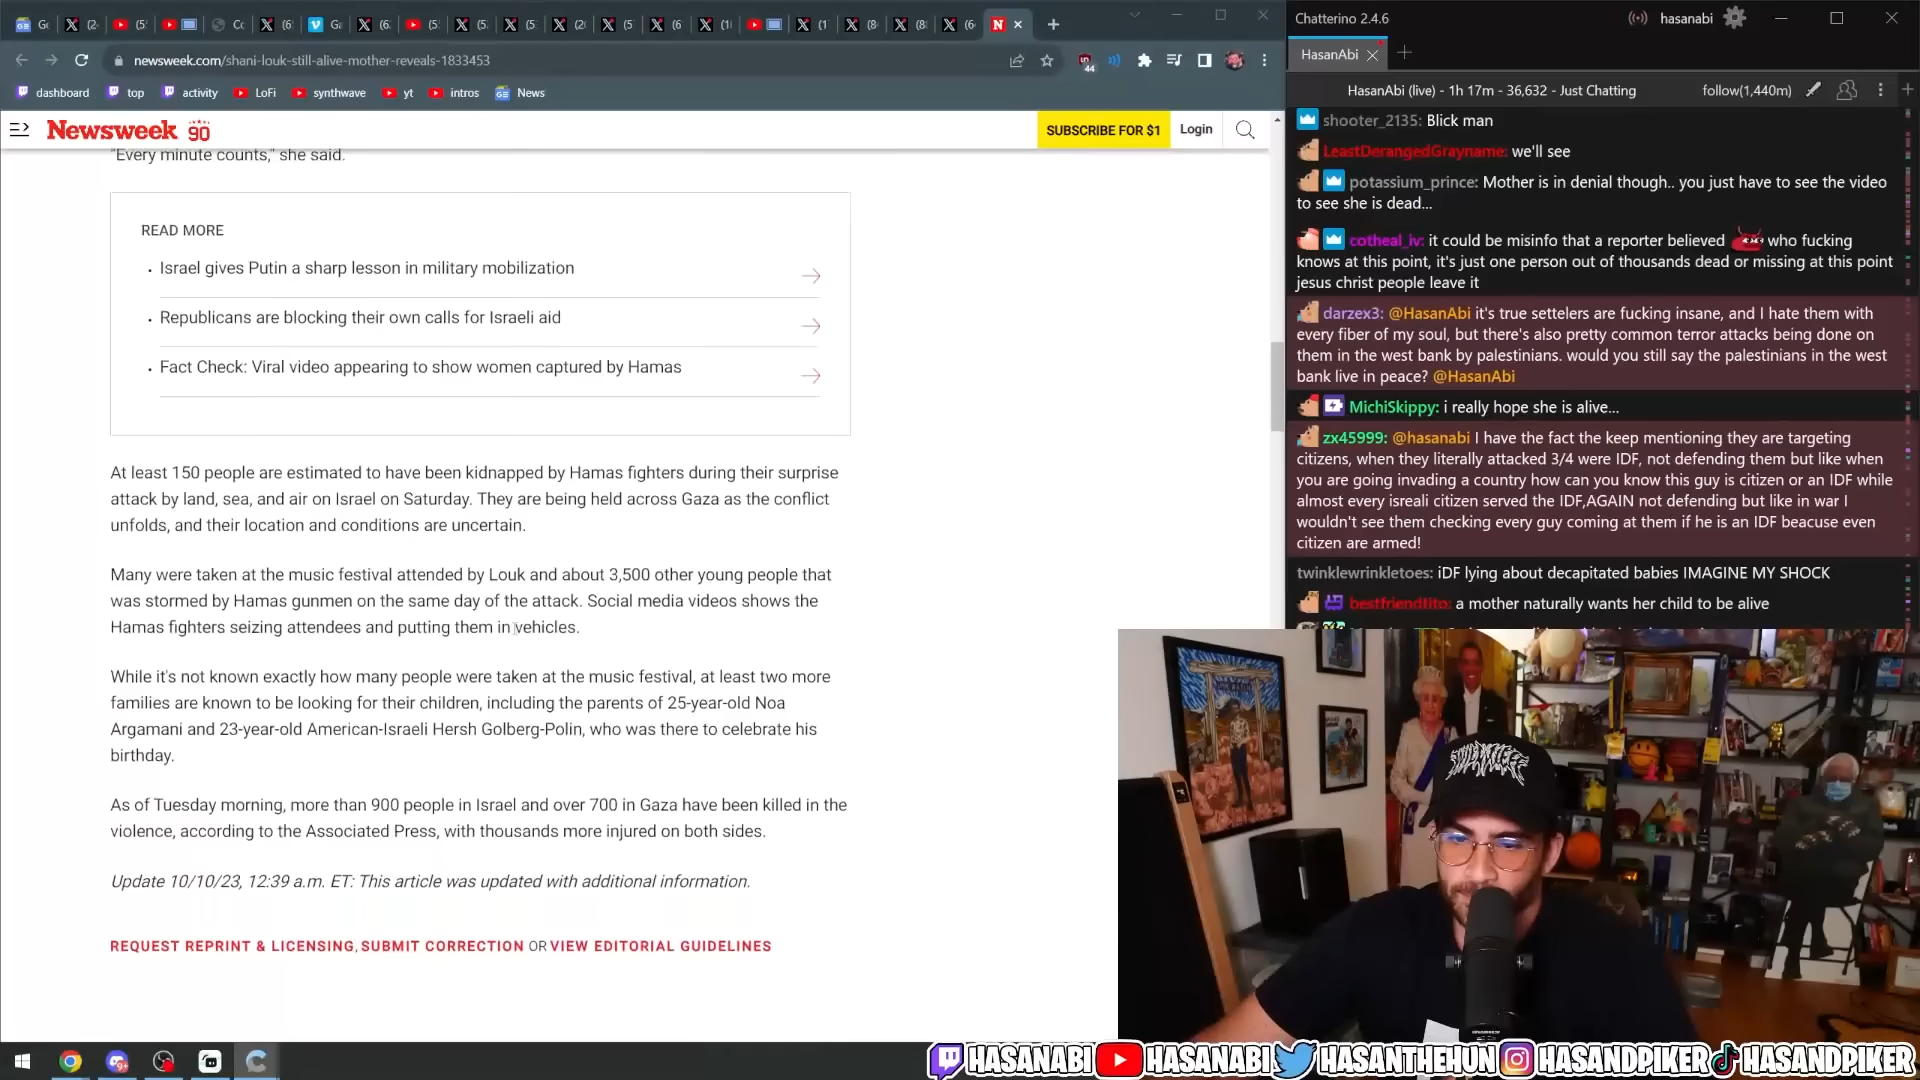 newsweek.com/shani-louk-still-alive-mother-reveals-1833453
44
dashboard
top
activity
LoFi
synthwave
yt
intros
News
Newsweek 90
SUBSCRIBE FOR $1
Login
"Every minute counts," she said.
READ MORE
Israel gives Putin a sharp lesson in military mobilization
Republicans are blocking their own calls for Israeli aid
Fact Check: Viral video appearing to show women captured by Hamas
At least 150 people are estimated to have been kidnapped by Hamas fighters during their surprise
attack by land, sea, and air on Israel on Saturday. They are being held across Gaza as the conflict
unfolds, and their location and conditions are uncertain.
Many were taken at the music festival attended by Louk and about 3,500 other young people that
was stormed by Hamas gunmen on the same day of the attack. Social media videos shows the
Hamas fighters seizing attendees and putting them in vehicles.
While it's not known exactly how many people were taken at the music festival, at least two more
families are known to be looking for their children, including the parents of 25-year-old Noa
Argamani and 23-year-old American-Israeli Hersh Golberg-Polin, who was there to celebrate his
birthday.
As of Tuesday morning, more than 900 people in Israel and over 700 in Gaza have been killed in the
violence, according to the Associated Press, with thousands more injured on both sides.
Update 10/10/23, 12:39 a.m. ET: This article was updated with additional information.
REQUEST REPRINT & LICENSING, SUBMIT CORRECTION OR VIEW EDITORIAL GUIDELINES
Chatterino 2.4.6
hasanabi
HasanAbi
HasanAbi (live) - 1h 17m - 36,632 - Just Chatting
follow(1,440m)
shooter_2135: Blick man
LeastDerangedGrayname: we'll see
potassium_prince: Mother is in denial though.. you just have to see the video
to see she is dead...
cotheal_iv: it could be misinfo that a reporter believed who fucking
knows at this point, it's just one person out of thousands dead or missing at this point
jesus christ people leave it
darzex3: @HasanAbi it's true settelers are fucking insane, and I hate them with
every fiber of my soul, but there's also pretty common terror attacks being done on
them in the west bank by palestinians. would you still say the palestinians in the west
bank live in peace? @HasanAbi
MichiSkippy: i really hope she is alive...
zx45999: @hasanabi I have the fact the keep mentioning they are targeting
citizens, when they literally attacked 3/4 were IDF, not defending them but like when
you are going invading a country how can you know this guy is citizen or an IDF while
almost every isreali citizen served the IDF,AGAIN not defending but like in war I
wouldn't see them checking every guy coming at them if he is an IDF beacuse even
citizen are armed!
twinklewrinkletoes: iDF lying about decapitated babies IMAGINE MY SHOCK
bestfriendtito: a mother naturally wants her child to be alive
HASANABI
HASANABI
HASANTHEHUN
HASANDPIKER
HASANDPIKER